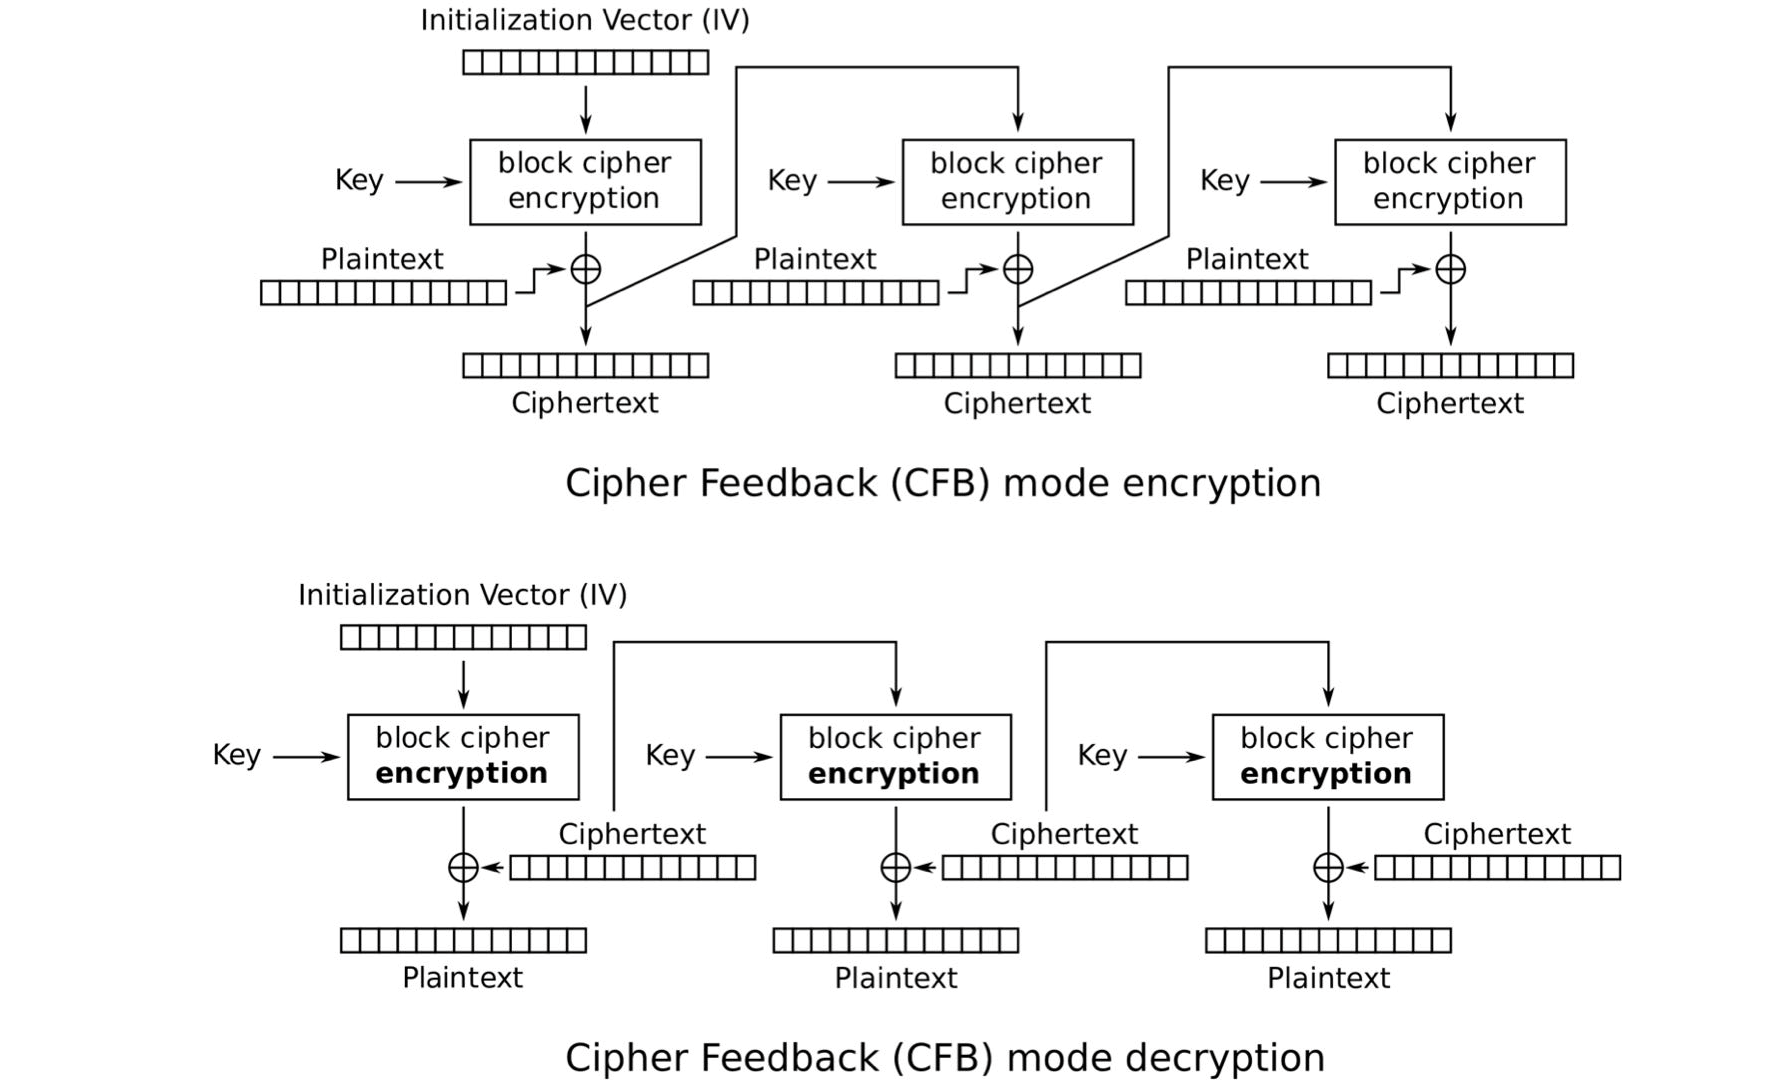 Initialization Vector (IV)
Key
block cipher
encryption
Key
block cipher
encryption
Key
block cipher
encryption
Plaintext
Plaintext
Plaintext
Ciphertext
Ciphertext
Ciphertext
Cipher Feedback (CFB) mode encryption
Initialization Vector (IV)
Key
block cipher
encryption
Key
block cipher
encryption
Key
block cipher
encryption
Ciphertext
Ciphertext
Ciphertext
Plaintext
Plaintext
Plaintext
Cipher Feedback (CFB) mode decryption